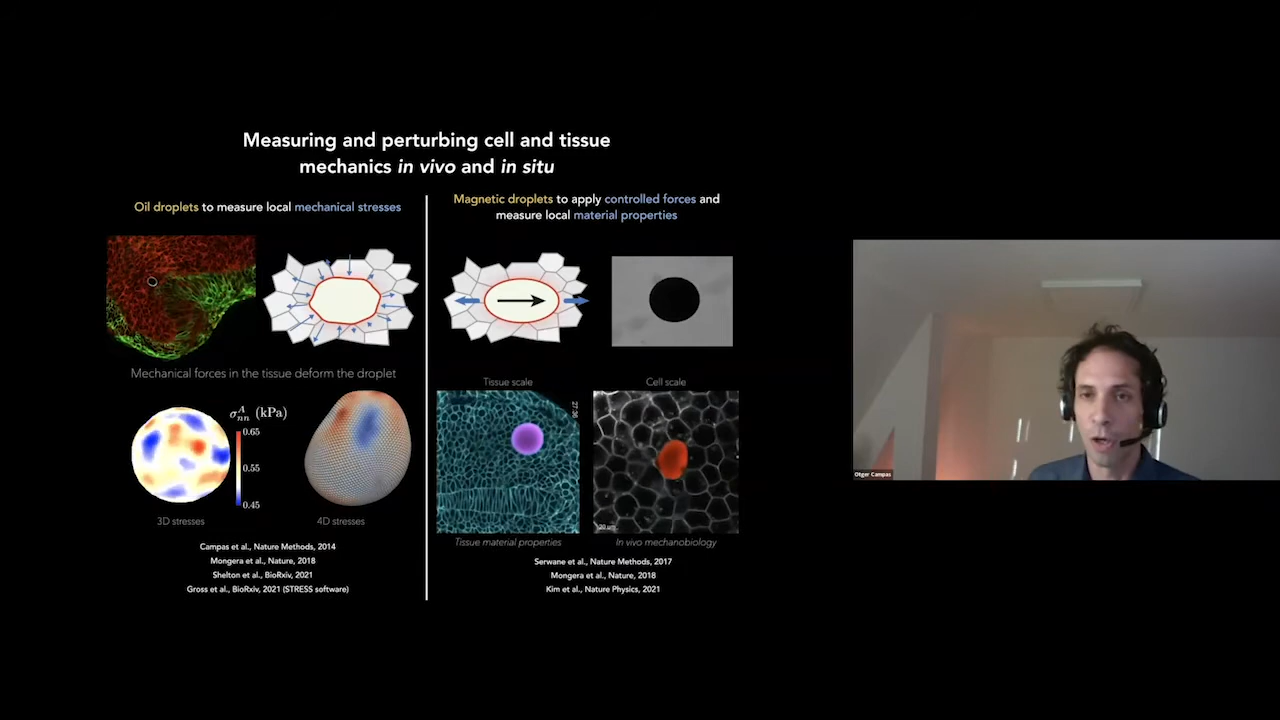 Measuring and perturbing cell and tissue
mechanics in vivo and in situ
Oil droplets to measure local mechanical stresses
Mechanical forces in the tissue deform the droplet
σ_nn^A (kPa)
0.65
0.55
0.45
3D stresses
4D stresses
Campas et al., Nature Methods, 2014
Mongera et al., Nature, 2018
Shelton et al., BioRxiv, 2021
Gross et al., BioRxiv, 2021 (STRESS software)
Magnetic droplets to apply controlled forces and
measure local material properties
Tissue scale
Cell scale
20 um
Tissue material properties
In vivo mechanobiology
Serwane et al., Nature Methods, 2017
Mongera et al., Nature, 2018
Kim et al., Nature Physics, 2021
Otger Campas